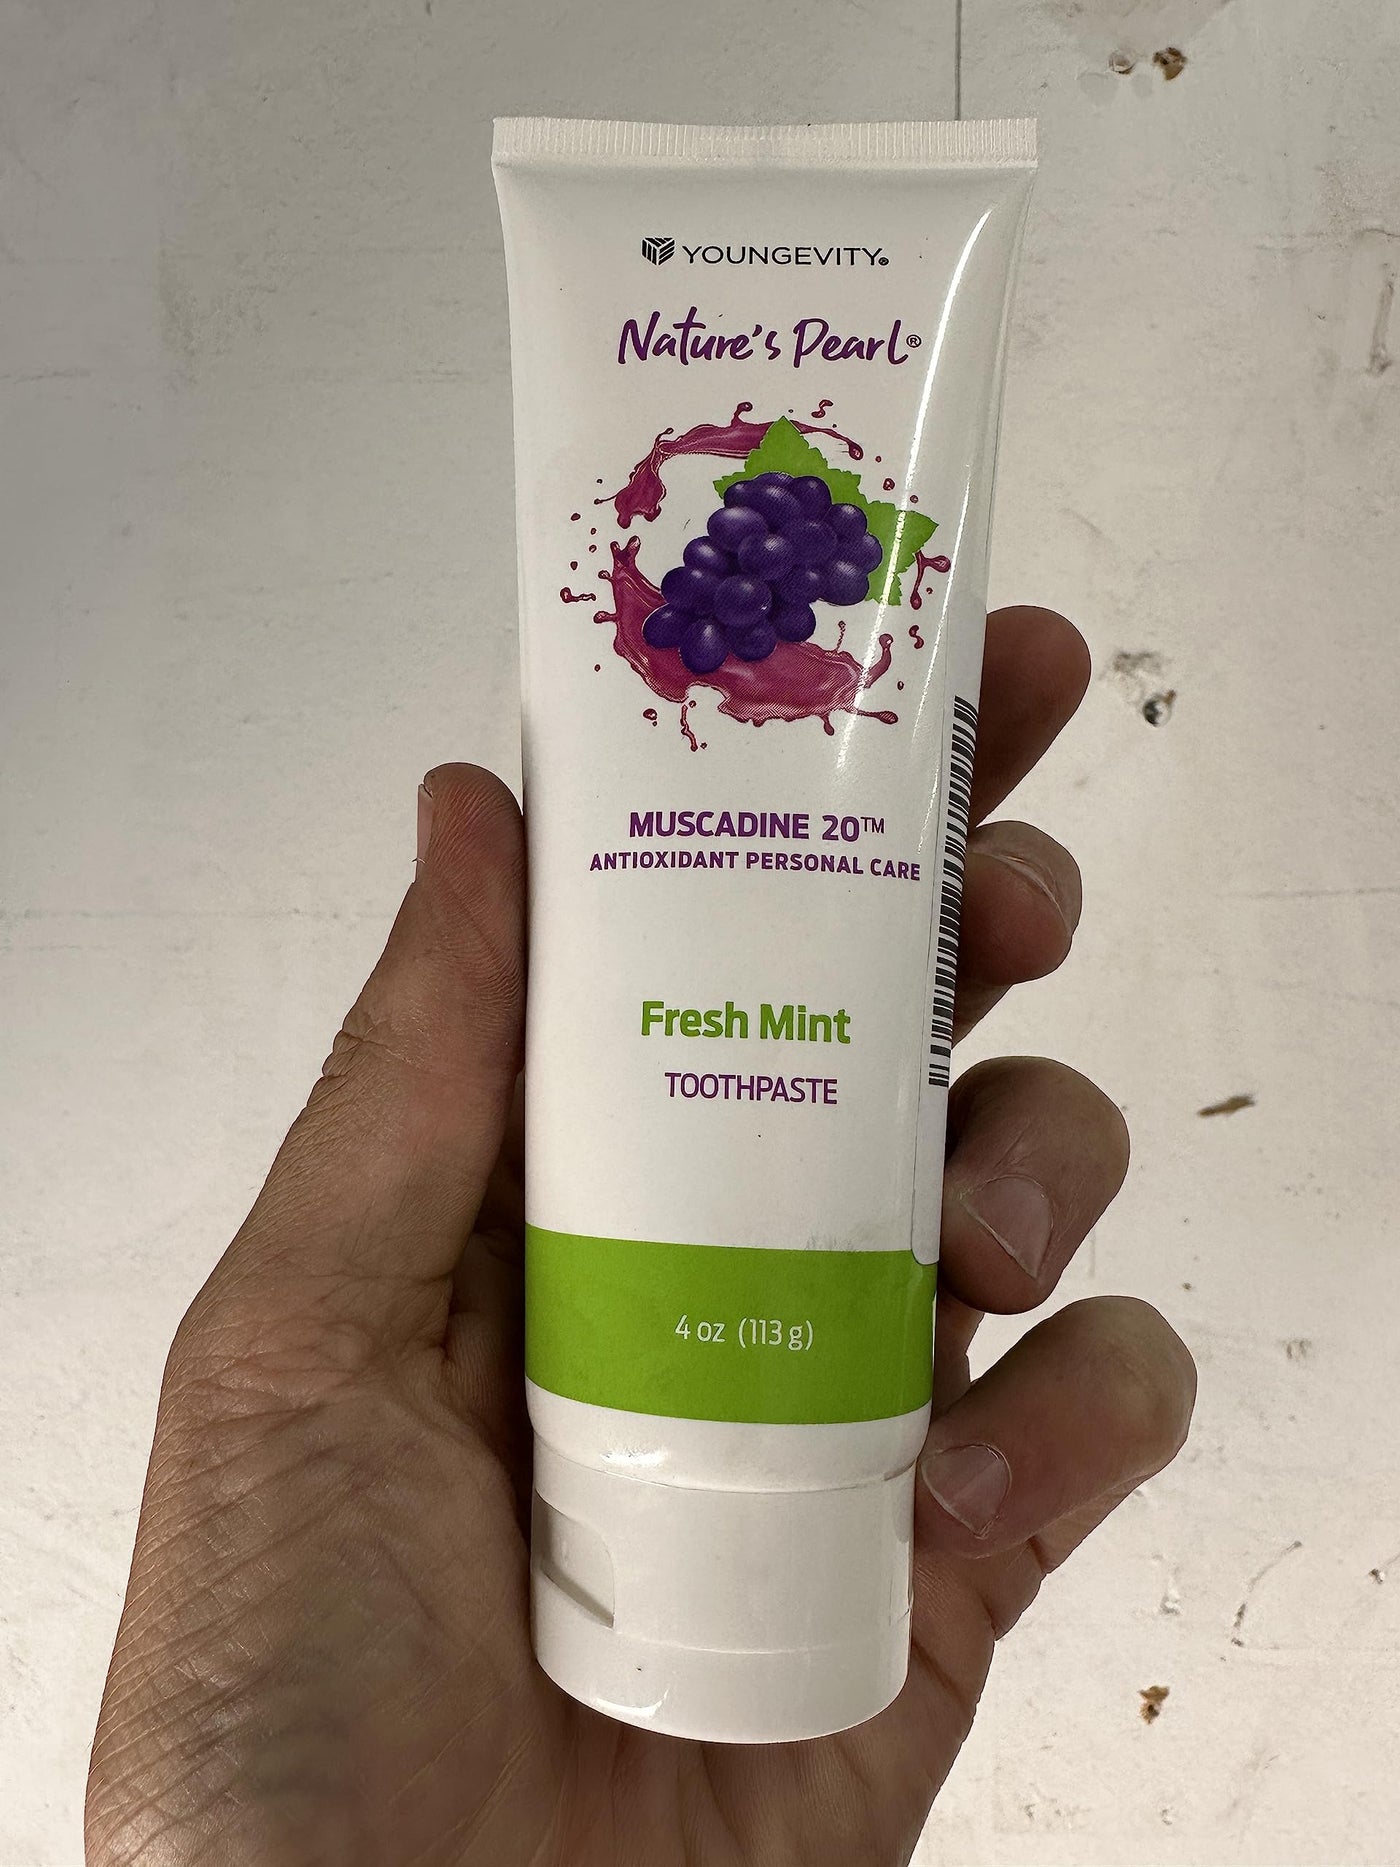 YOUNGEVITY®
Nature's Pearl®
MUSCADINE 20™
ANTIOXIDANT PERSONAL CARE
Fresh Mint
TOOTHPASTE
4 oz (113 g)